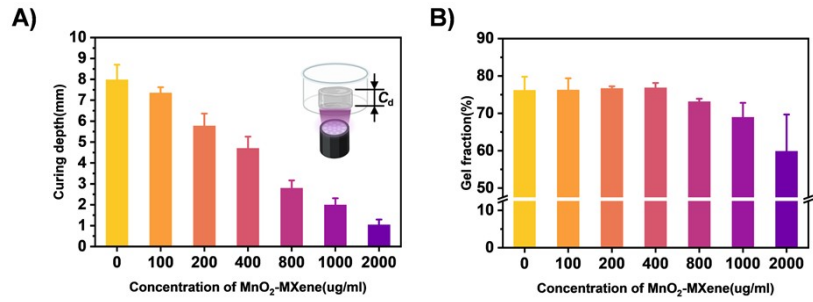 A)
Curing depth(mm)
10
9
8
7
6
5
4
3
2
1
0
C_d
0 100 200 400 800 1000 2000
Concentration of MnO₂-MXene(ug/ml)
B)
Gel fraction(%)
90
80
70
60
50
10
0
0 100 200 400 800 1000 2000
Concentration of MnO₂-MXene(ug/ml)